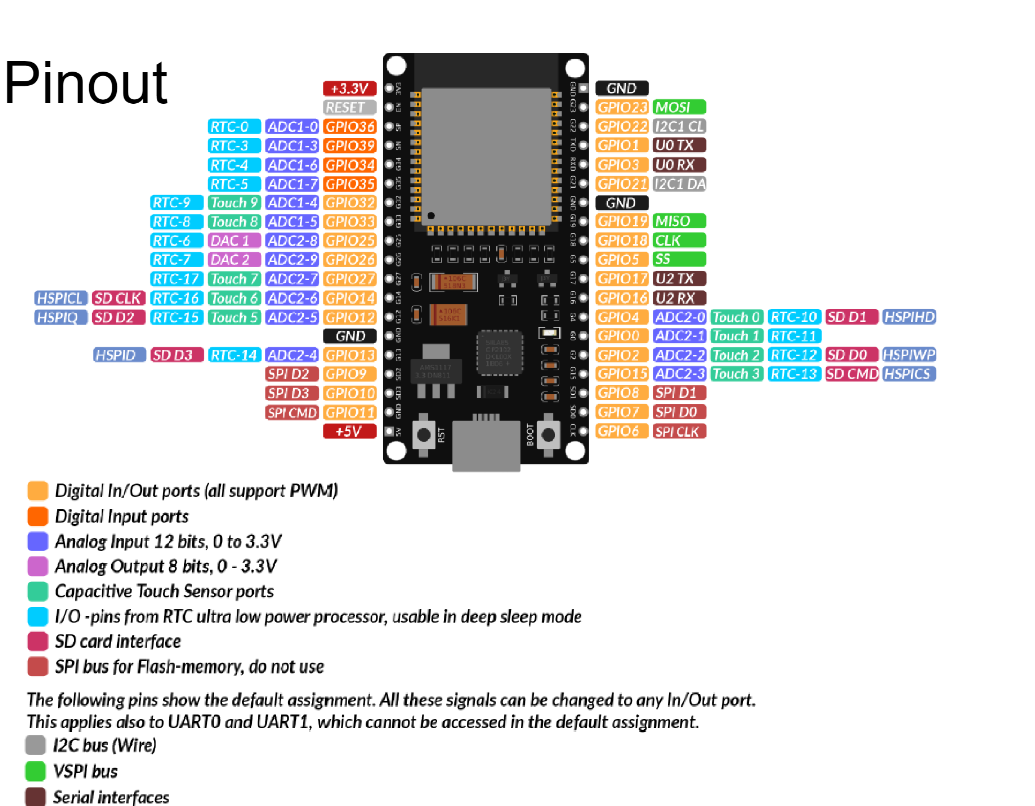 Pinout
+3.3V GND
RESET GPIO23 MOSI
RTC-0 ADC1-0 GPIO36 GPIO22 I2C1 CL
RTC-3 ADC1-3 GPIO39 GPIO1 U0 TX
RTC-4 ADC1-6 GPIO34 GPIO3 U0 RX
RTC-5 ADC1-7 GPIO35 GPIO21 I2C1 DA
RTC-9 Touch 9 ADC1-4 GPIO32 GND
RTC-8 Touch 8 ADC1-5 GPIO33 GPIO19 MISO
RTC-6 DAC 1 ADC2-8 GPIO25 GPIO18 CLK
RTC-7 DAC 2 ADC2-9 GPIO26 GPIO5 SS
RTC-17 Touch 7 ADC2-7 GPIO27 GPIO17 U2 TX
HSPICL SD CLK RTC-16 Touch 6 ADC2-6 GPIO14 GPIO16 U2 RX
HSPIQ SD D2 RTC-15 Touch 5 ADC2-5 GPIO12 GPIO4 ADC2-0 Touch 0 RTC-10 SD D1 HSPIHD
GND GPIO0 ADC2-1 Touch 1 RTC-11
HSPID SD D3 RTC-14 ADC2-4 GPIO13 GPIO2 ADC2-2 Touch 2 RTC-12 SD D0 HSPIWP
SPI D2 GPIO9 GPIO15 ADC2-3 Touch 3 RTC-13 SD CMD HSPICS
SPI D3 GPIO10 GPIO8 SPI D1
SPI CMD GPIO11 GPIO7 SPI D0
+5V GPIO6 SPI CLK
RST BOOT
Digital In/Out ports (all support PWM)
Digital Input ports
Analog Input 12 bits, 0 to 3.3V
Analog Output 8 bits, 0 - 3.3V
Capacitive Touch Sensor ports
I/O -pins from RTC ultra low power processor, usable in deep sleep mode
SD card interface
SPI bus for Flash-memory, do not use
The following pins show the default assignment. All these signals can be changed to any In/Out port.
This applies also to UART0 and UART1, which cannot be accessed in the default assignment.
I2C bus (Wire)
VSPI bus
Serial interfaces